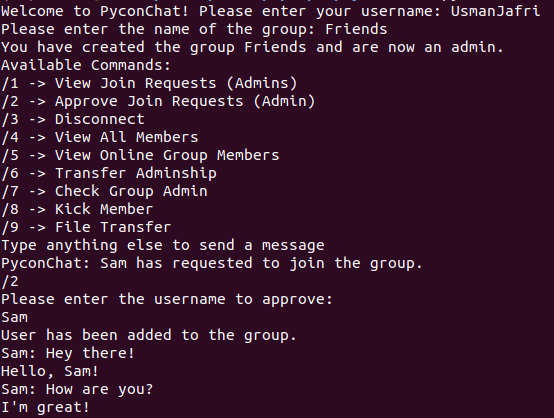 Welcome to PyconChat! Please enter your username: UsmanJafri
Please enter the name of the group: Friends
You have created the group Friends and are now an admin.
Available Commands:
/1 -> View Join Requests (Admins)
/2 -> Approve Join Requests (Admin)
/3 -> Disconnect
/4 -> View All Members
/5 -> View Online Group Members
/6 -> Transfer Adminship
/7 -> Check Group Admin
/8 -> Kick Member
/9 -> File Transfer
Type anything else to send a message
PyconChat: Sam has requested to join the group.
/2
Please enter the username to approve:
Sam
User has been added to the group.
Sam: Hey there!
Hello, Sam!
Sam: How are you?
I'm great!